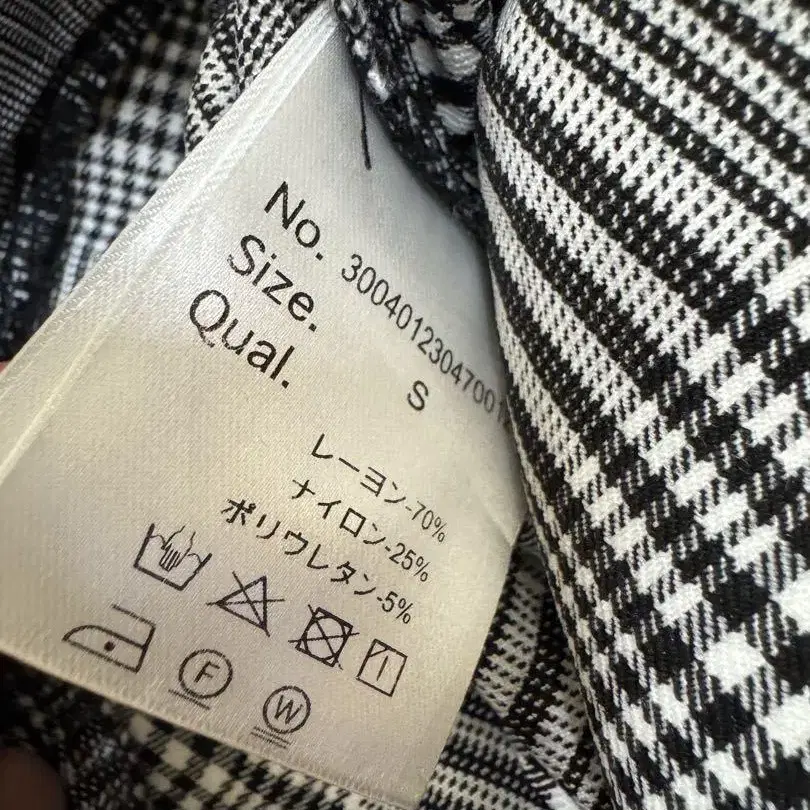 No. 3004012304700
Size. S
Qual.
レーヨン-70%
ナイロン-25%
ポリウレタン-5%
F
W